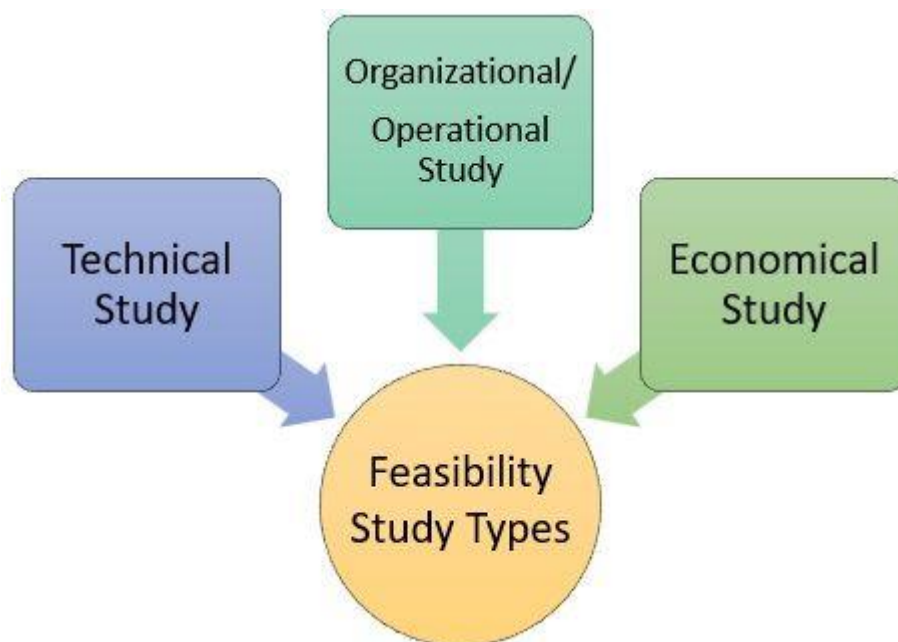 Organizational/
Operational
Study
Technical
Study
Economical
Study
Feasibility
Study Types